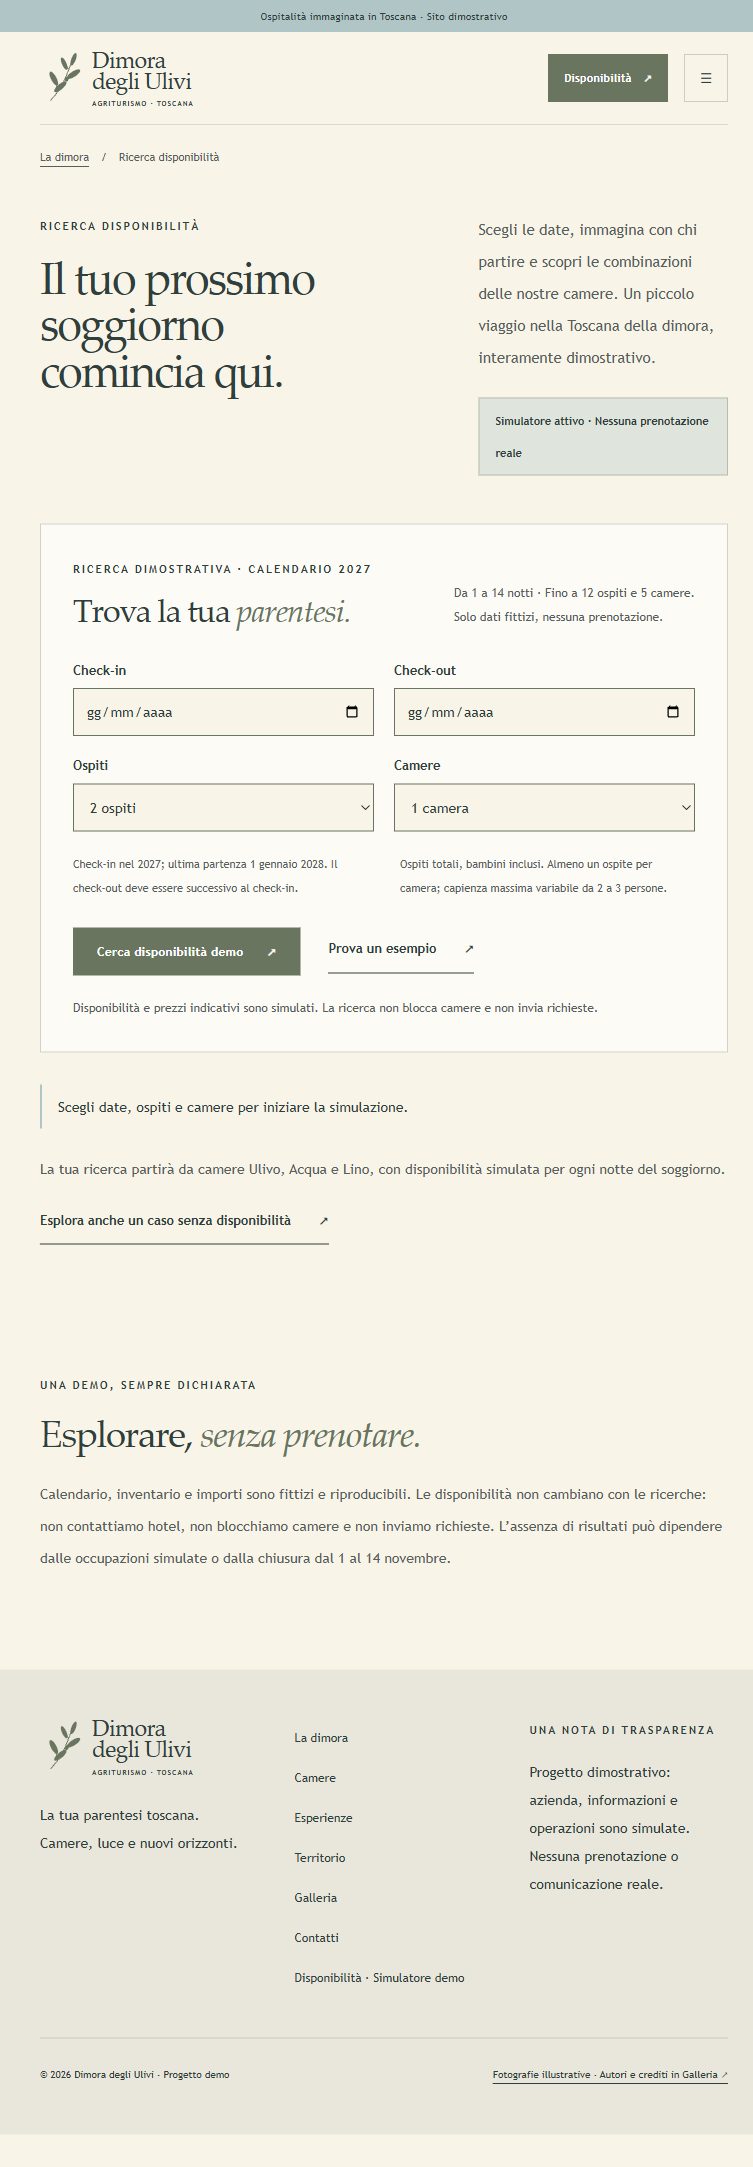 Ospitalità immaginata in Toscana · Sito dimostrativo
Dimora
degli Ulivi
AGRITURISMO · TOSCANA
Disponibilità ↗
☰
La dimora / Ricerca disponibilità
RICERCA DISPONIBILITÀ
Il tuo prossimo
soggiorno
comincia qui.
Scegli le date, immagina con chi
partire e scopri le combinazioni
delle nostre camere. Un piccolo
viaggio nella Toscana della dimora,
interamente dimostrativo.
Simulatore attivo · Nessuna prenotazione
reale
RICERCA DIMOSTRATIVA · CALENDARIO 2027
Trova la tua parentesi.
Da 1 a 14 notti · Fino a 12 ospiti e 5 camere.
Solo dati fittizi, nessuna prenotazione.
Check-in
gg/mm/aaaa
Check-out
gg/mm/aaaa
Ospiti
2 ospiti
Camere
1 camera
Check-in nel 2027; ultima partenza 1 gennaio 2028. Il
check-out deve essere successivo al check-in.
Ospiti totali, bambini inclusi. Almeno un ospite per
camera; capienza massima variabile da 2 a 3 persone.
Cerca disponibilità demo ↗
Prova un esempio ↗
Disponibilità e prezzi indicativi sono simulati. La ricerca non blocca camere e non invia richieste.
Scegli date, ospiti e camere per iniziare la simulazione.
La tua ricerca partirà da camere Ulivo, Acqua e Lino, con disponibilità simulata per ogni notte del soggiorno.
Esplora anche un caso senza disponibilità ↗
UNA DEMO, SEMPRE DICHIARATA
Esplorare, senza prenotare.
Calendario, inventario e importi sono fittizi e riproducibili. Le disponibilità non cambiano con le ricerche:
non contattiamo hotel, non blocchiamo camere e non inviamo richieste. L’assenza di risultati può dipendere
dalle occupazioni simulate o dalla chiusura dal 1 al 14 novembre.
Dimora
degli Ulivi
AGRITURISMO · TOSCANA
La tua parentesi toscana.
Camere, luce e nuovi orizzonti.
La dimora
Camere
Esperienze
Territorio
Galleria
Contatti
Disponibilità · Simulatore demo
UNA NOTA DI TRASPARENZA
Progetto dimostrativo:
azienda, informazioni e
operazioni sono simulate.
Nessuna prenotazione o
comunicazione reale.
© 2026 Dimora degli Ulivi · Progetto demo
Fotografie illustrative · Autori e crediti in Galleria ↗